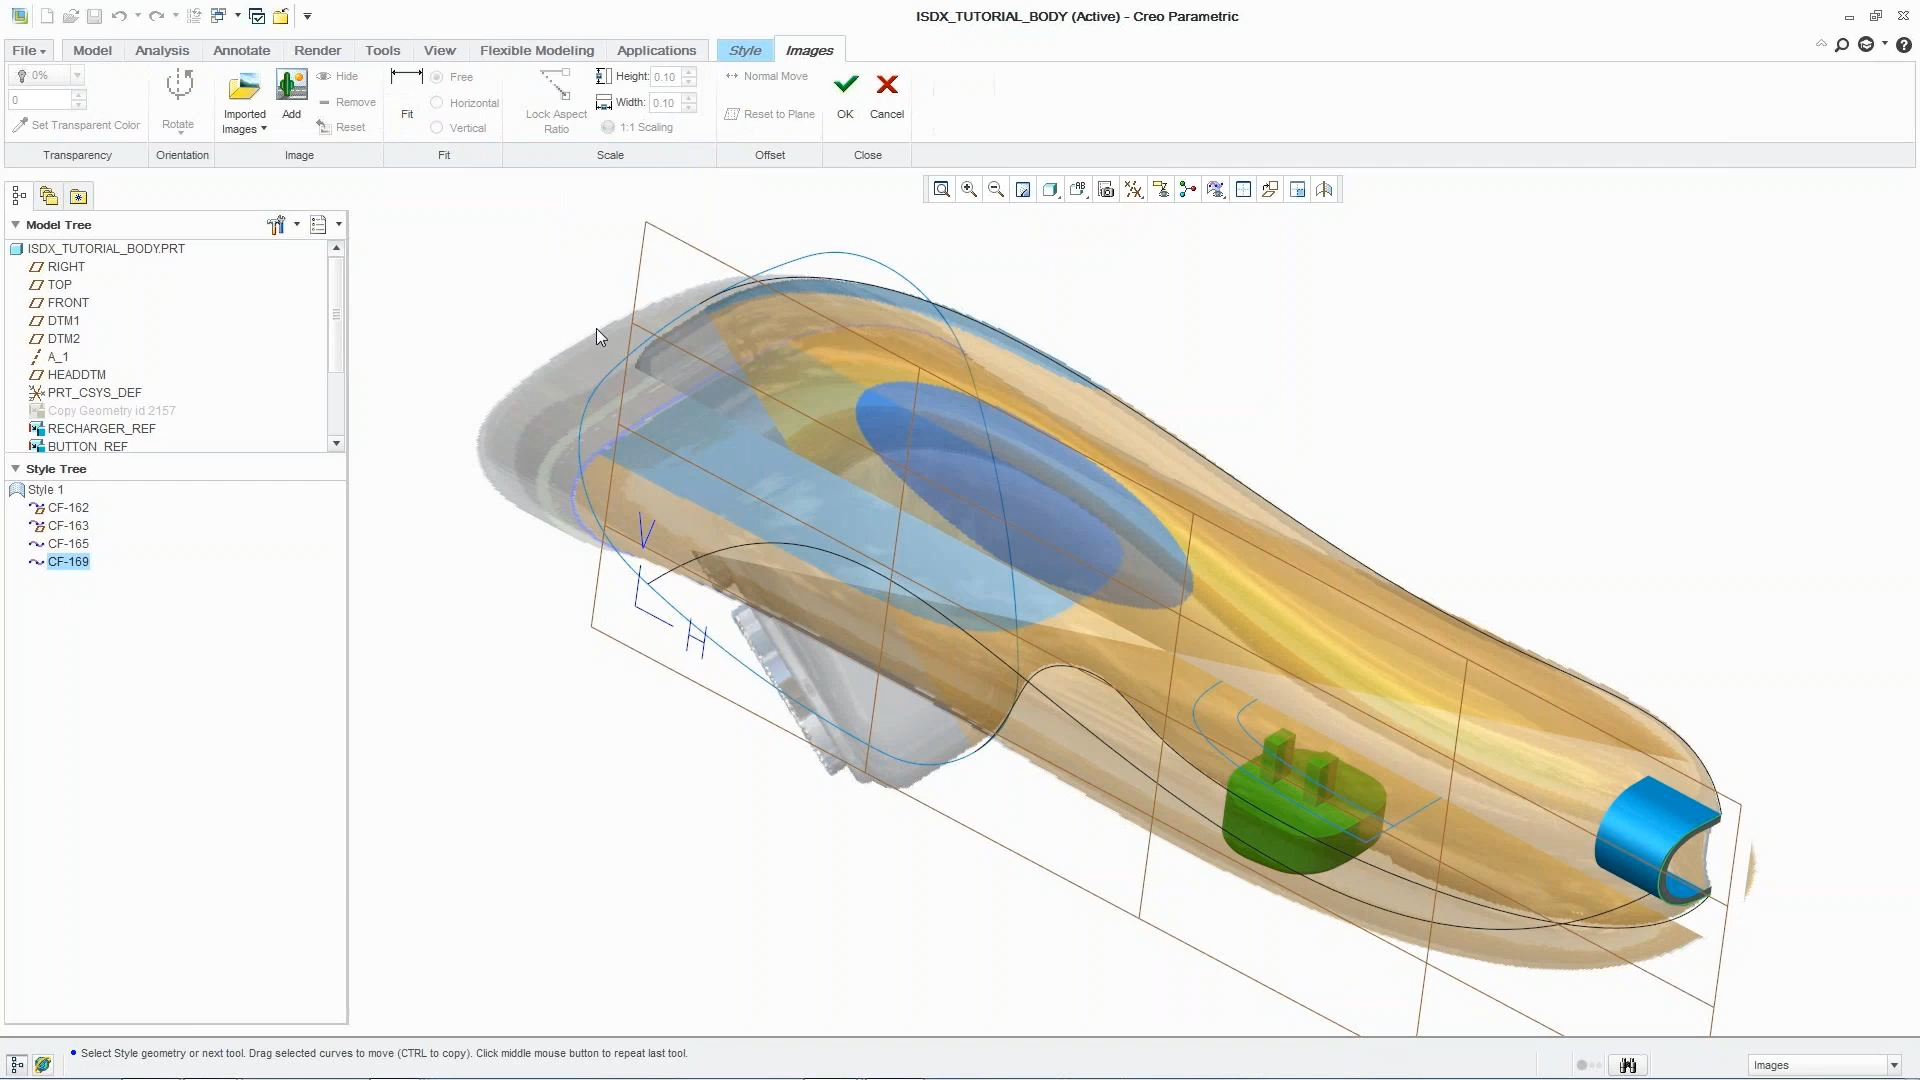 ISDX_TUTORIAL_BODY (Active) - Creo Parametric
File Model Analysis Annotate Render Tools View Flexible Modeling Applications Style Images
0% Hide Free Height: 0.10 Normal Move
0 Remove Horizontal Width: 0.10
Set Transparent Color Rotate Imported Images Add Reset Fit Vertical Lock Aspect Ratio 1:1 Scaling Reset to Plane OK Cancel
Transparency Orientation Image Fit Scale Offset Close
Model Tree
ISDX_TUTORIAL_BODY.PRT
RIGHT
TOP
FRONT
DTM1
DTM2
A_1
HEADDTM
PRT_CSYS_DEF
Copy Geometry id 2157
RECHARGER_REF
BUTTON_REF
Style Tree
Style 1
CF-162
CF-163
CF-165
CF-169
V
H
Select Style geometry or next tool. Drag selected curves to move (CTRL to copy). Click middle mouse button to repeat last tool.
Images